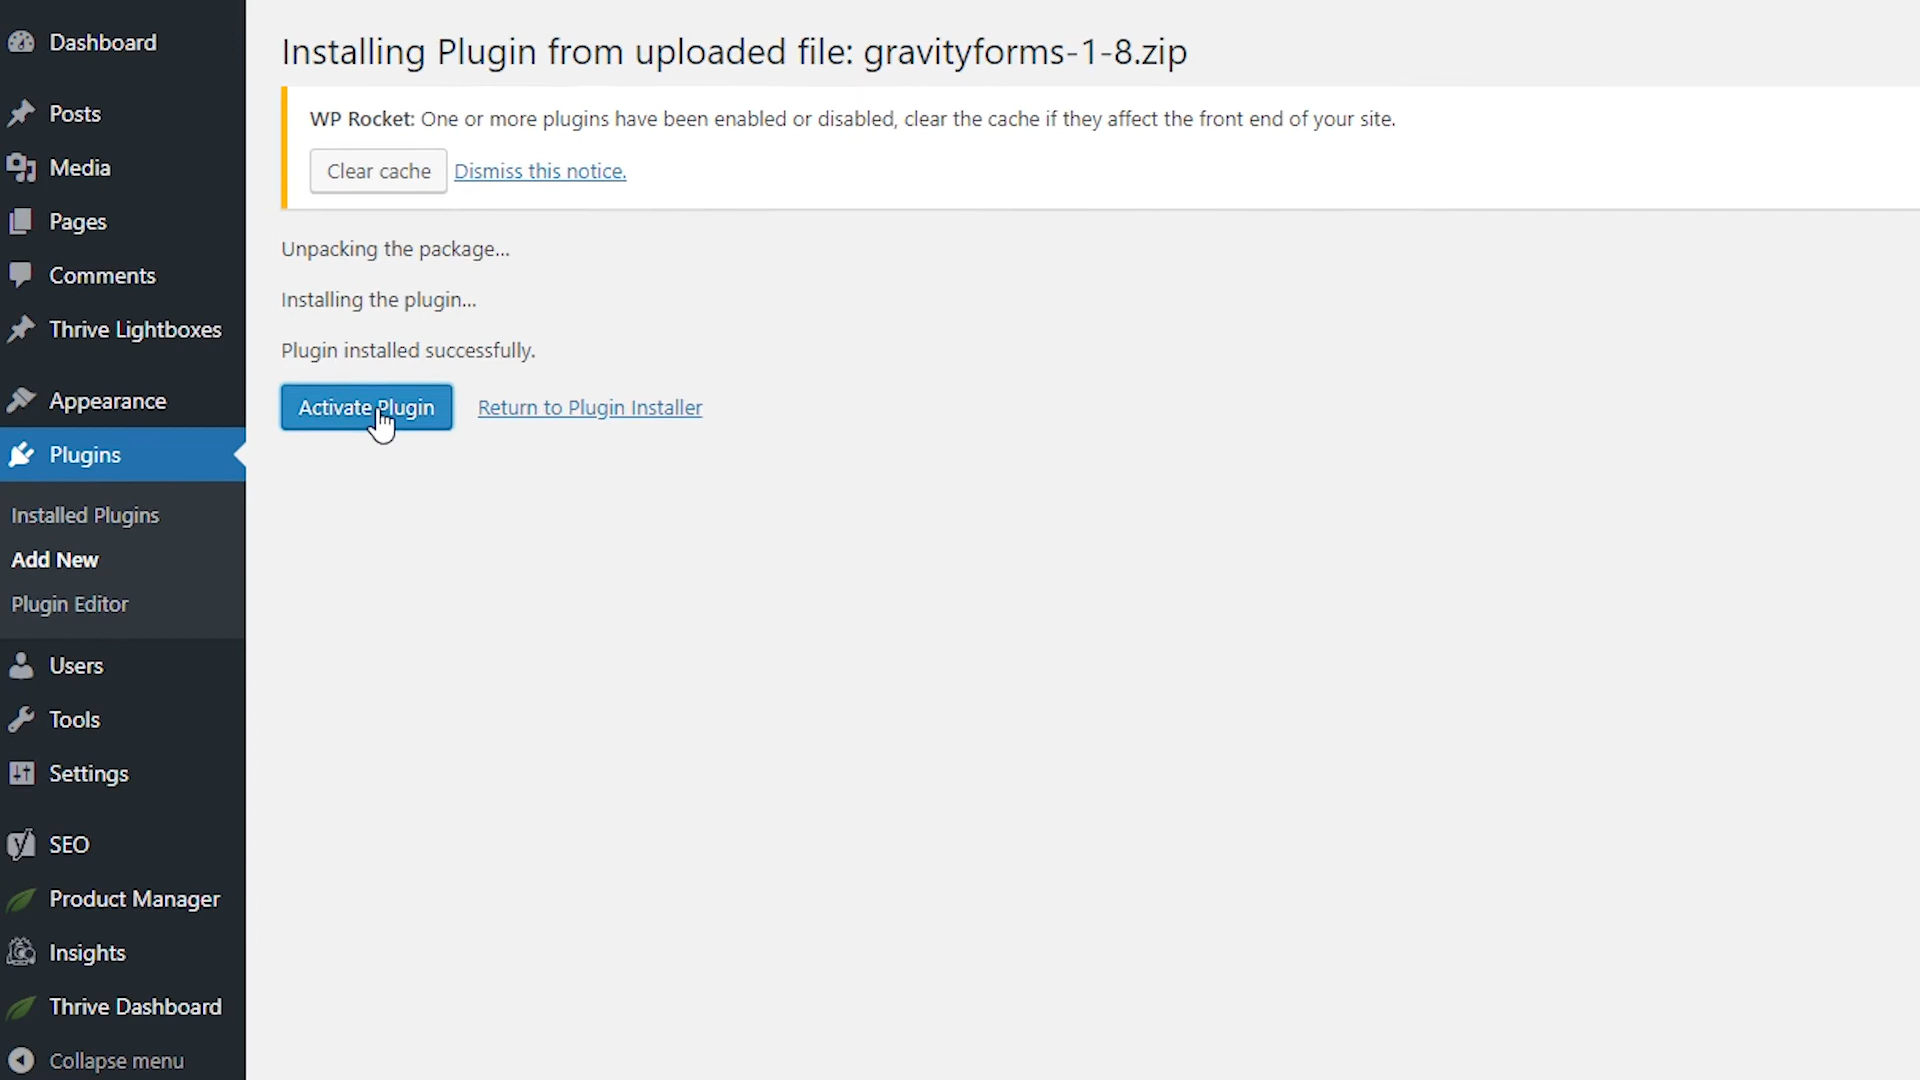 Dashboard
Posts
Media
Pages
Comments
Thrive Lightboxes
Appearance
Plugins
Installed Plugins
Add New
Plugin Editor
Users
Tools
Settings
SEO
Product Manager
Insights
Thrive Dashboard
Collapse menu
Installing Plugin from uploaded file: gravityforms-1-8.zip
WP Rocket: One or more plugins have been enabled or disabled, clear the cache if they affect the front end of your site.
Clear cache Dismiss this notice.
Unpacking the package...
Installing the plugin...
Plugin installed successfully.
Activate Plugin Return to Plugin Installer